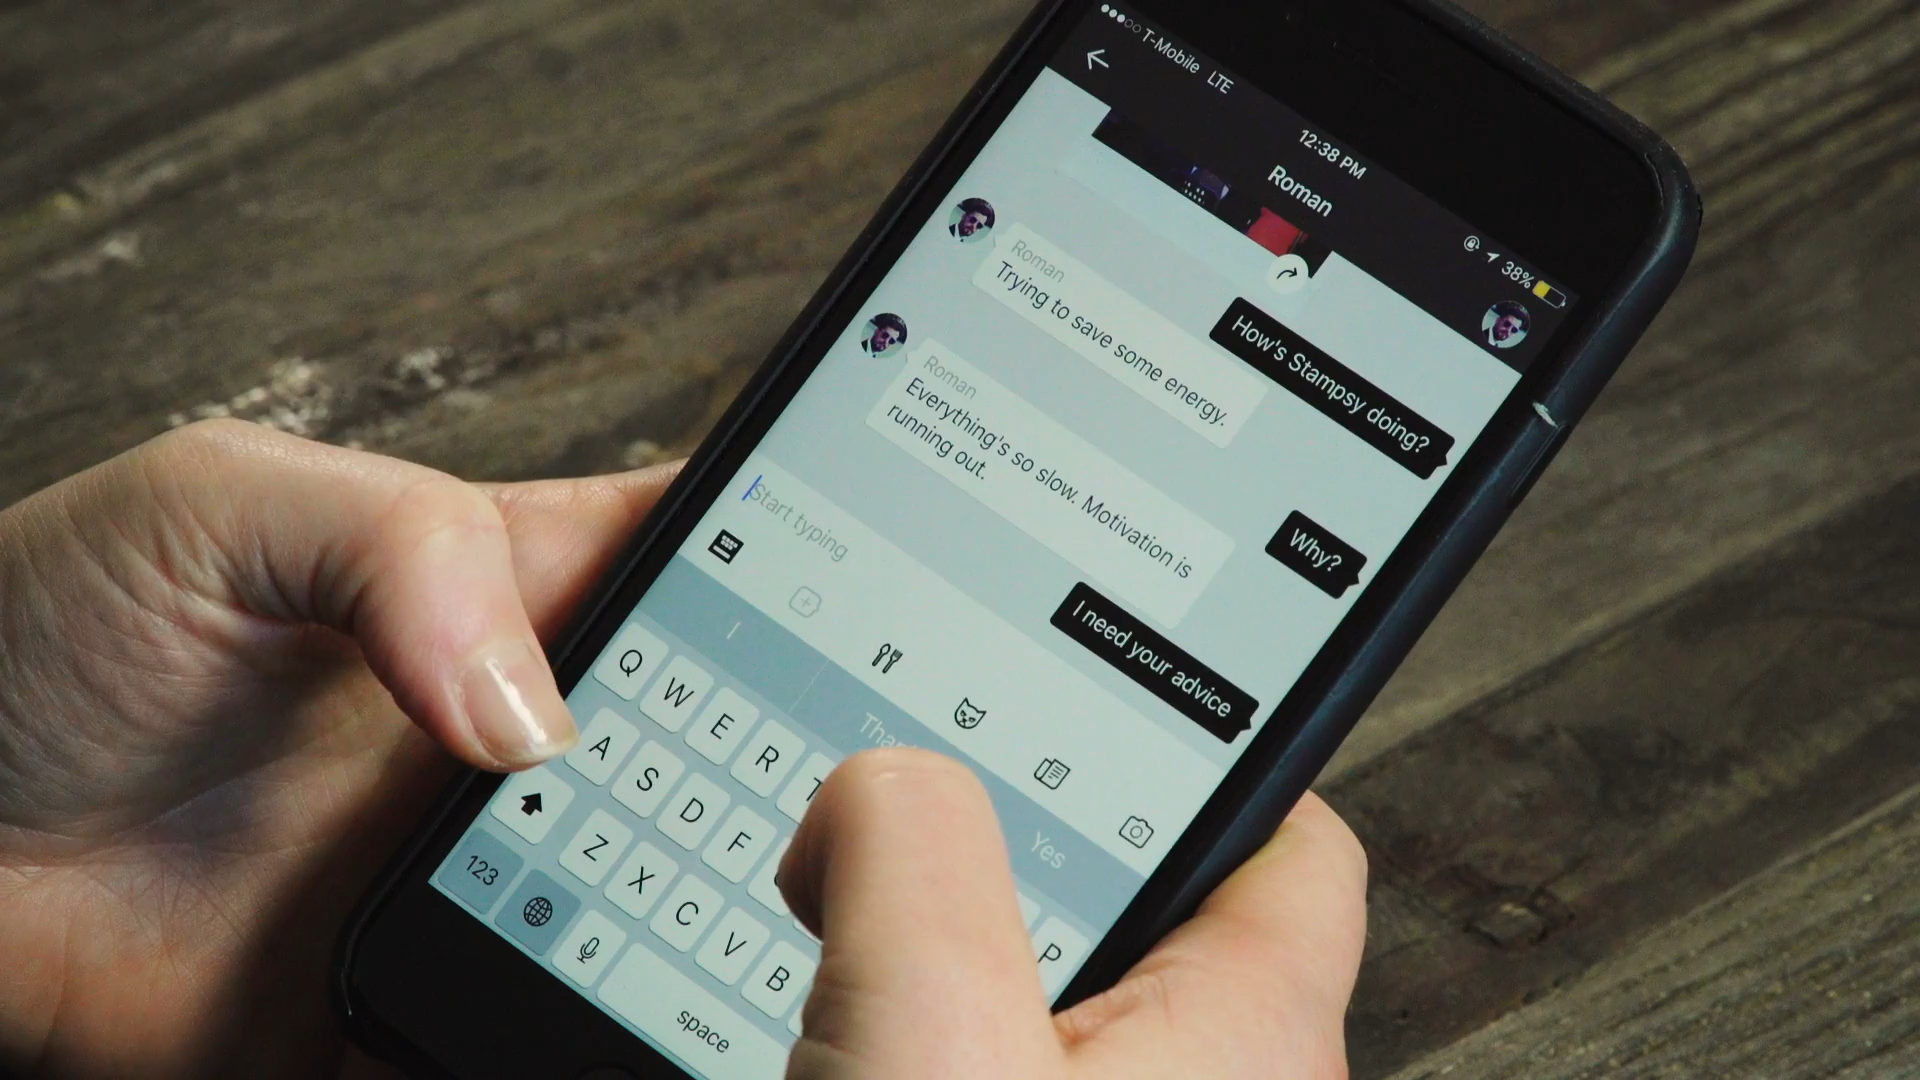 T-Mobile LTE
12:38 PM
38%
Roman
How's Stampsy doing?
Roman
Trying to save some energy.
Why?
Roman
Everything's so slow. Motivation is
running out.
I need your advice
Start typing
I
Yes
Q W E R
A S D F
P
Z X C V B
123
space